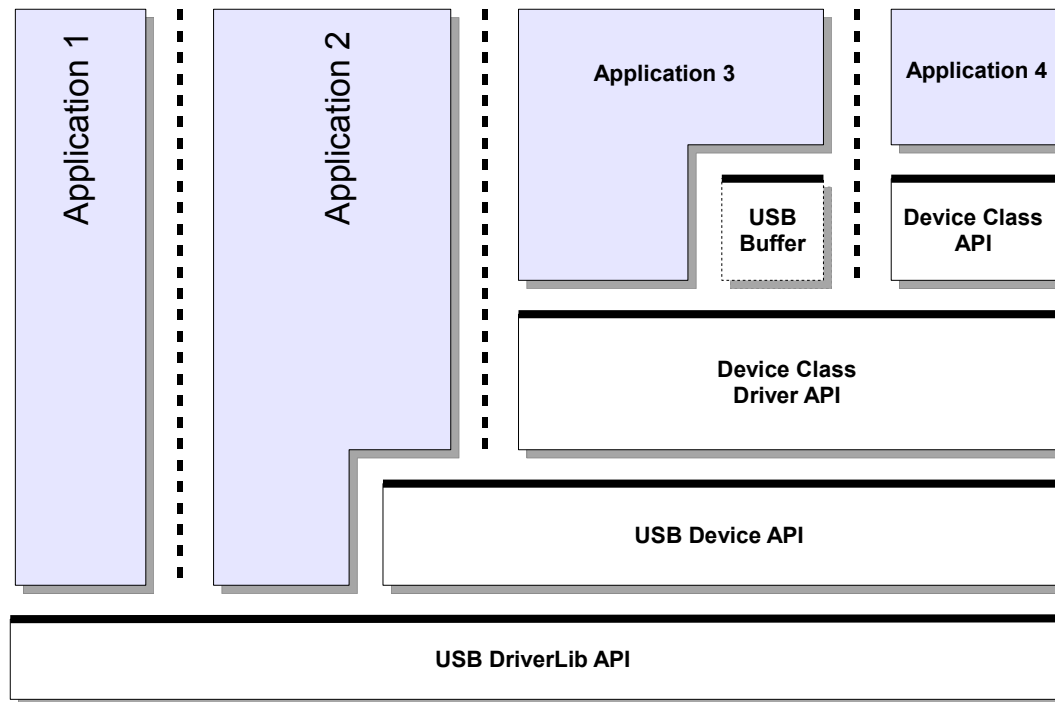 Application 1
Application 2
Application 3
Application 4
USB
Buffer
Device Class
API
Device Class
Driver API
USB Device API
USB DriverLib API